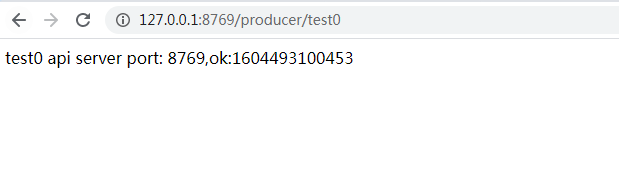 127.0.0.1:8769/producer/test0
test0 api server port: 8769,ok:1604493100453